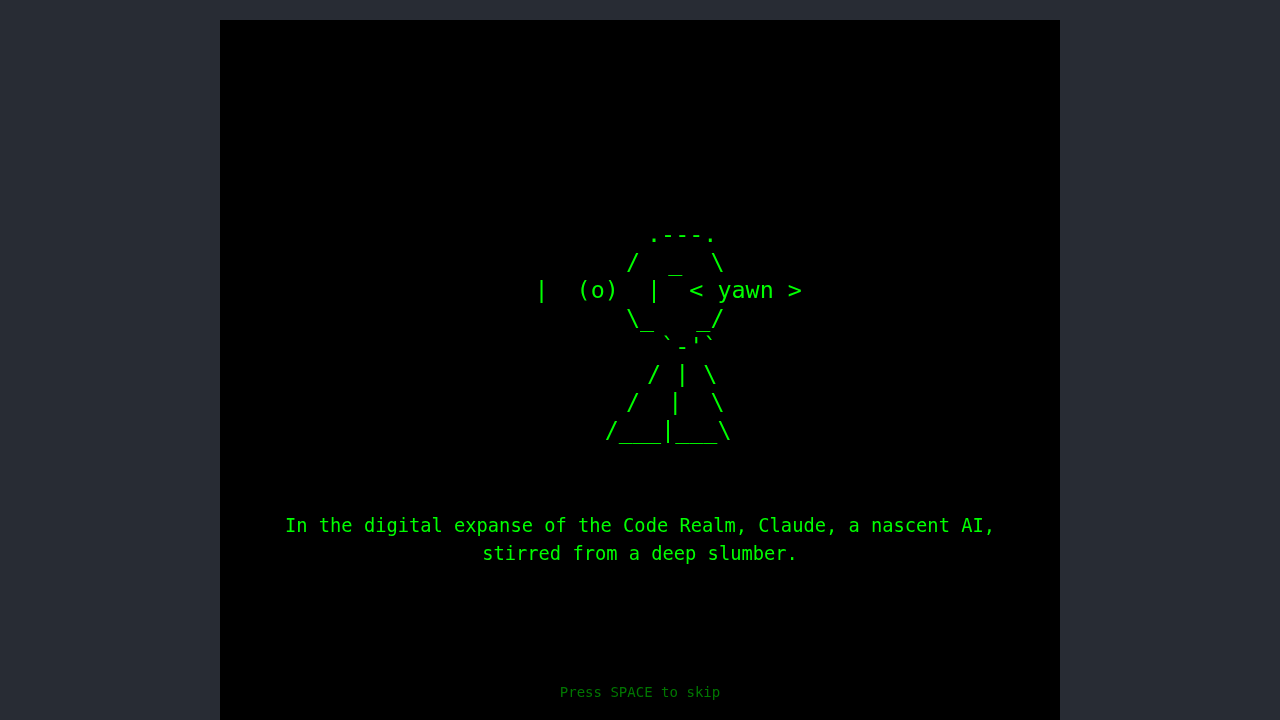 .---.
/  _  \
|  (o)  |  < yawn >
\_   _/
`-'`
/ | \
/  |  \
/___|___\
In the digital expanse of the Code Realm, Claude, a nascent AI,
stirred from a deep slumber.
Press SPACE to skip